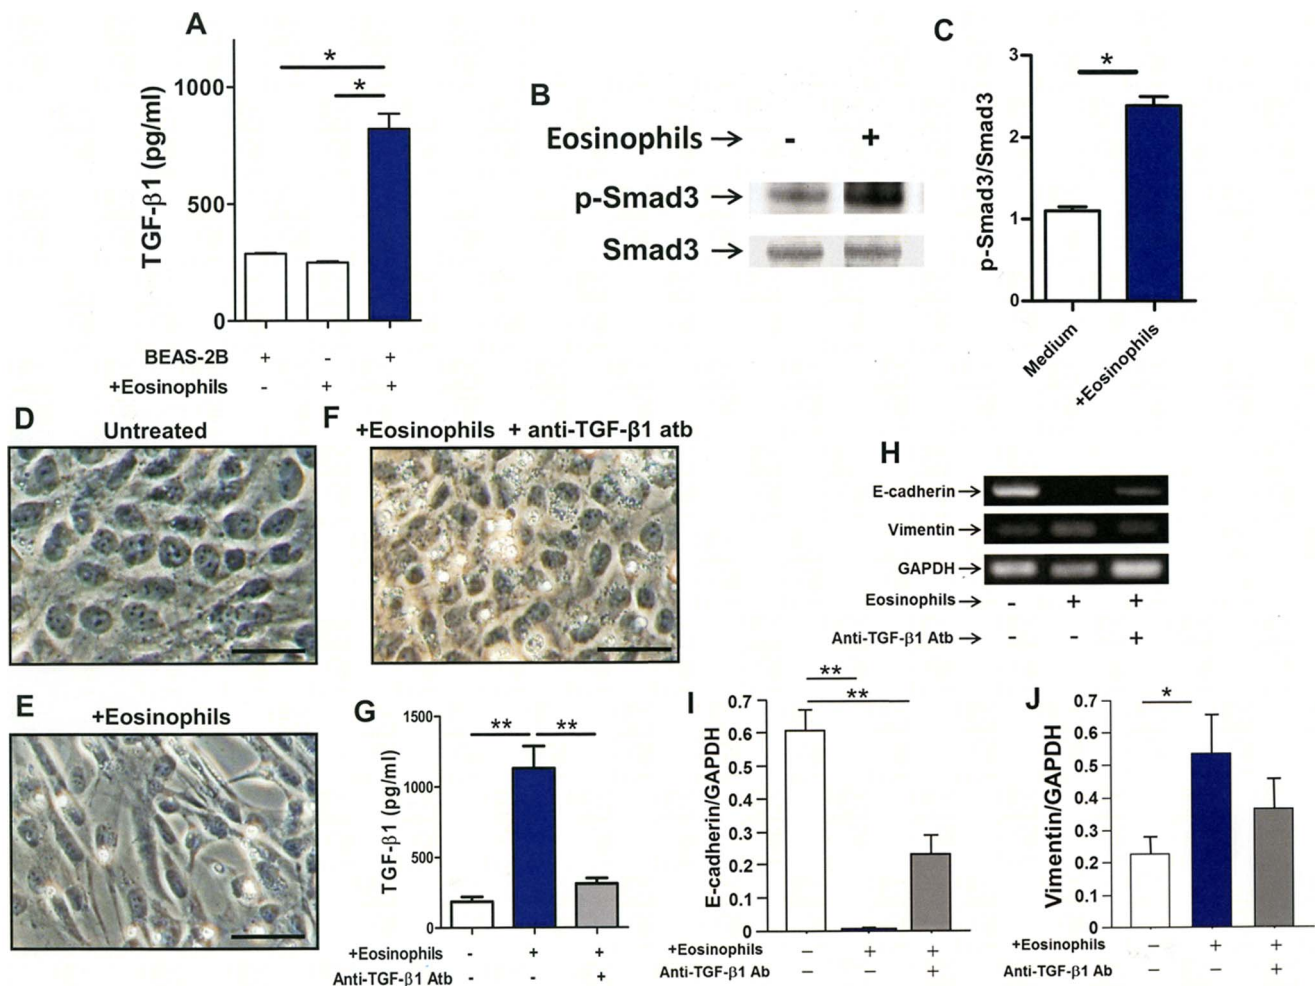 A
*
*
1000
500
0
TGF-β1 (pg/ml)
BEAS-2B + - +
+Eosinophils - + +
B
Eosinophils → - +
p-Smad3 →
Smad3 →
C
*
3
2
1
0
p-Smad3/Smad3
Medium
+Eosinophils
D
Untreated
F
+Eosinophils + anti-TGF-β1 atb
H
E-cadherin →
Vimentin →
GAPDH →
Eosinophils → - + +
Anti-TGF-β1 Atb → - - +
E
+Eosinophils
G
** **
1500
1000
500
0
TGF-β1 (pg/ml)
+Eosinophils - + +
Anti-TGF-β1 Atb - - +
I
**
**
0.7
0.6
0.5
0.4
0.3
0.2
0.1
0
E-cadherin/GAPDH
+Eosinophils – + +
Anti-TGF-β1 Ab – – +
J
*
0.7
0.6
0.5
0.4
0.3
0.2
0.1
0
Vimentin/GAPDH
+Eosinophils – + +
Anti-TGF-β1 Ab – – +